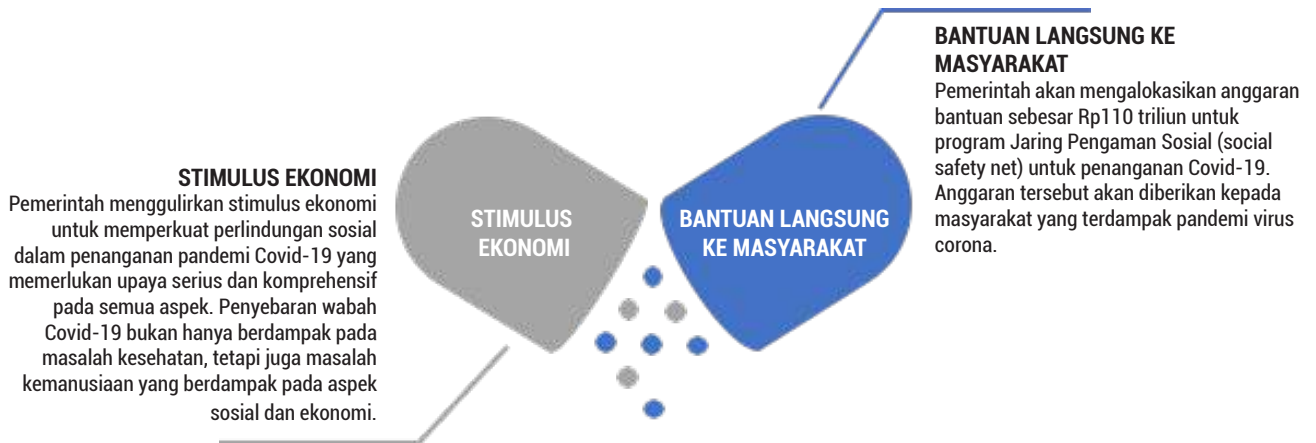 STIMULUS EKONOMI
Pemerintah menggulirkan stimulus ekonomi
untuk memperkuat perlindungan sosial
dalam penanganan pandemi Covid-19 yang
memerlukan upaya serius dan komprehensif
pada semua aspek. Penyebaran wabah
Covid-19 bukan hanya berdampak pada
masalah kesehatan, tetapi juga masalah
kemanusiaan yang berdampak pada aspek
sosial dan ekonomi.
STIMULUS
EKONOMI
BANTUAN LANGSUNG
KE MASYARAKAT
BANTUAN LANGSUNG KE
MASYARAKAT
Pemerintah akan mengalokasikan anggaran
bantuan sebesar Rp110 triliun untuk
program Jaring Pengaman Sosial (social
safety net) untuk penanganan Covid-19.
Anggaran tersebut akan diberikan kepada
masyarakat yang terdampak pandemi virus
corona.